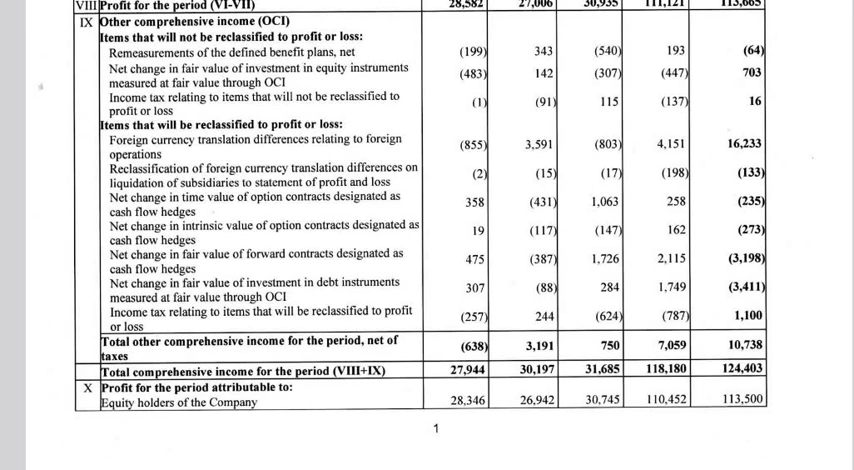 VIII Profit for the period (VI-VII) 28,582 27,006 30,935 111,121 113,665
IX Other comprehensive income (OCI)
Items that will not be reclassified to profit or loss:
Remeasurements of the defined benefit plans, net (199) 343 (540) 193 (64)
Net change in fair value of investment in equity instruments
measured at fair value through OCI (483) 142 (307) (447) 703
Income tax relating to items that will not be reclassified to
profit or loss (1) (91) 115 (137) 16
Items that will be reclassified to profit or loss:
Foreign currency translation differences relating to foreign
operations (855) 3,591 (803) 4,151 16,233
Reclassification of foreign currency translation differences on
liquidation of subsidiaries to statement of profit and loss (2) (15) (17) (198) (133)
Net change in time value of option contracts designated as
cash flow hedges 358 (431) 1,063 258 (235)
Net change in intrinsic value of option contracts designated as
cash flow hedges 19 (117) (147) 162 (273)
Net change in fair value of forward contracts designated as
cash flow hedges 475 (387) 1,726 2,115 (3,198)
Net change in fair value of investment in debt instruments
measured at fair value through OCI 307 (88) 284 1,749 (3,411)
Income tax relating to items that will be reclassified to profit
or loss (257) 244 (624) (787) 1,100
Total other comprehensive income for the period, net of
taxes (638) 3,191 750 7,059 10,738
Total comprehensive income for the period (VIII+IX) 27,944 30,197 31,685 118,180 124,403
X Profit for the period attributable to:
Equity holders of the Company 28,346 26,942 30,745 110,452 113,500
1